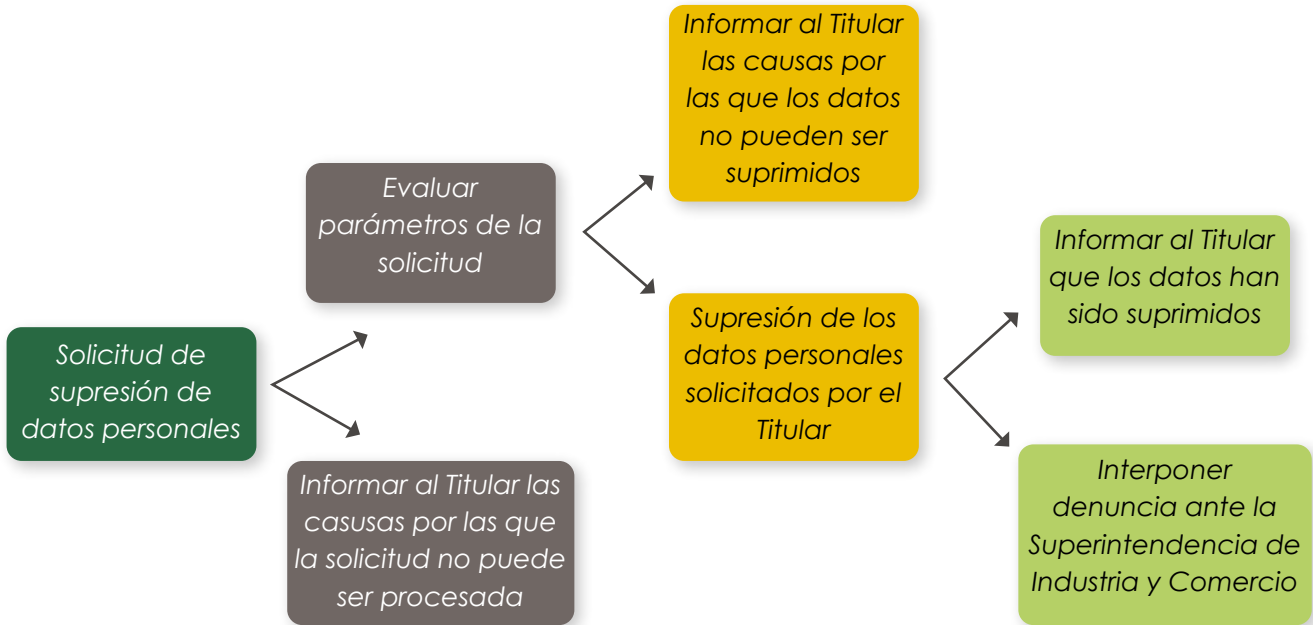 Solicitud de
supresión de
datos personales
Evaluar
parámetros de la
solicitud
Informar al Titular las
casusas por las que
la solicitud no puede
ser procesada
Informar al Titular
las causas por
las que los datos
no pueden ser
suprimidos
Supresión de los
datos personales
solicitados por el
Titular
Informar al Titular
que los datos han
sido suprimidos
Interponer
denuncia ante la
Superintendencia de
Industria y Comercio